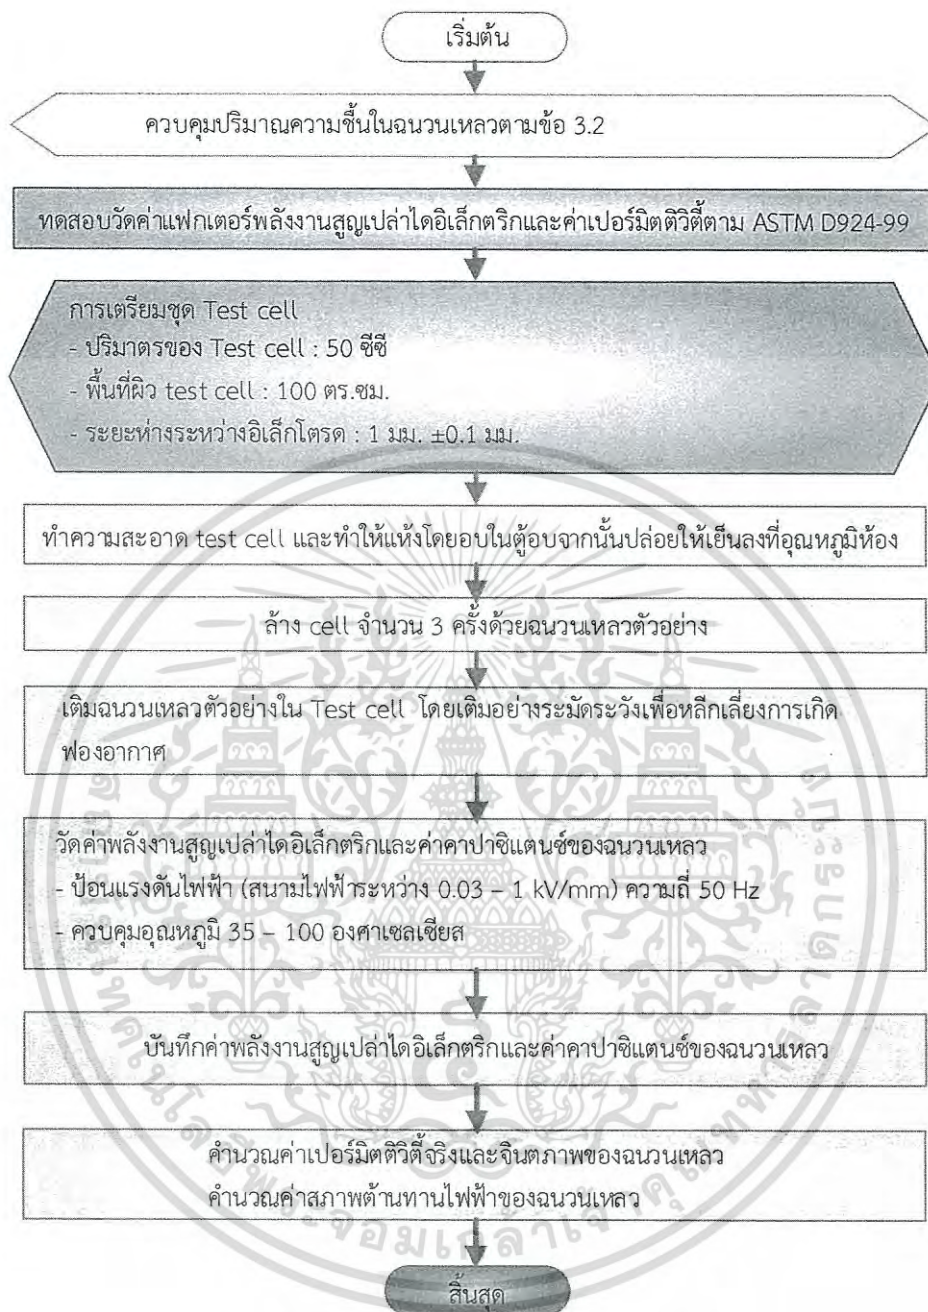 เริ่มต้น
ควบคุมปริมาณความชื้นในฉนวนเหลวตามข้อ 3.2
ทดสอบวัดค่าแฟกเตอร์พลังงานสูญเปล่าไดอิเล็กตริกและค่าเปอร์มิตติวิตี้ตาม ASTM D924-99
การเตรียมชุด Test cell
- ปริมาตรของ Test cell : 50 ซีซี
- พื้นที่ผิว test cell : 100 ตร.ซม.
- ระยะห่างระหว่างอิเล็กโตรด : 1 มม. ±0.1 มม.
ทำความสะอาด test cell และทำให้แห้งโดยอบในตู้อบจากนั้นปล่อยให้เย็นลงที่อุณหภูมิห้อง
ล้าง cell จำนวน 3 ครั้งด้วยฉนวนเหลวตัวอย่าง
เติมฉนวนเหลวตัวอย่างใน Test cell โดยเติมอย่างระมัดระวังเพื่อหลีกเลี่ยงการเกิด
ฟองอากาศ
วัดค่าพลังงานสูญเปล่าไดอิเล็กตริกและค่าคาปาซิแตนซ์ของฉนวนเหลว
- ป้อนแรงดันไฟฟ้า (สนามไฟฟ้าระหว่าง 0.03 – 1 kV/mm) ความถี่ 50 Hz
- ควบคุมอุณหภูมิ 35 – 100 องศาเซลเซียส
บันทึกค่าพลังงานสูญเปล่าไดอิเล็กตริกและค่าคาปาซิแตนซ์ของฉนวนเหลว
คำนวณค่าเปอร์มิตติวิตี้จริงและจินตภาพของฉนวนเหลว
คำนวณค่าสภาพต้านทานไฟฟ้าของฉนวนเหลว
สิ้นสุด